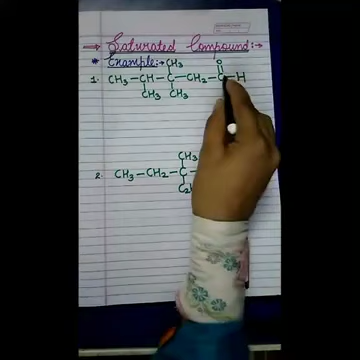 Saturated Compound :→
* Example :→ CH3
O
1. CH3 — CH — C — CH2 — C — H
CH3 CH3
CH3
2. CH3 — CH2 — C —